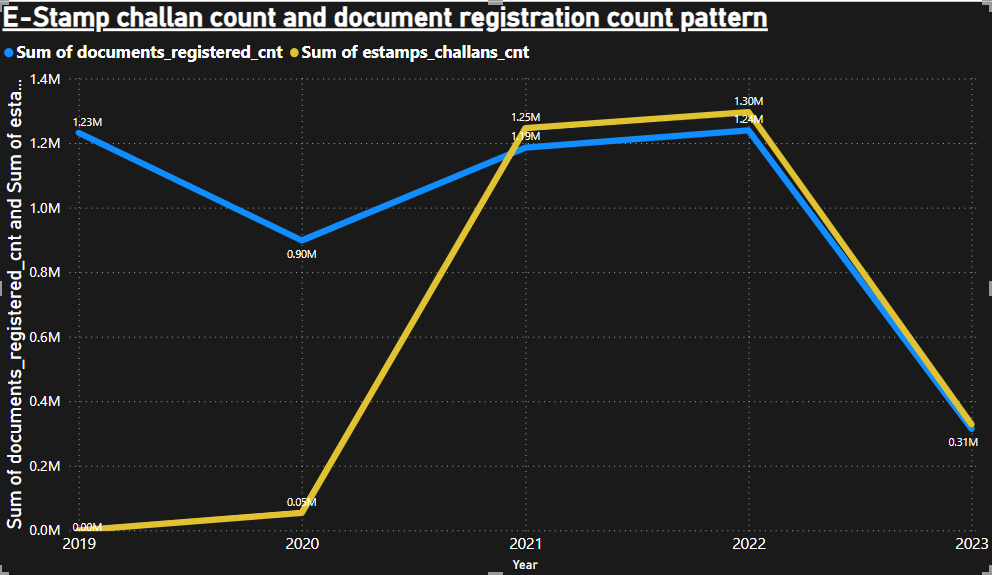 E-Stamp challan count and document registration count pattern
Sum of documents_registered_cnt Sum of estamps_challans_cnt
Sum of documents_registered_cnt and Sum of esta...
1.4M
1.2M
1.0M
0.8M
0.6M
0.4M
0.2M
0.0M
1.23M
0.90M
1.19M
1.24M
0.31M
0.00M
0.05M
1.25M
1.30M
2019 2020 2021 2022 2023
Year